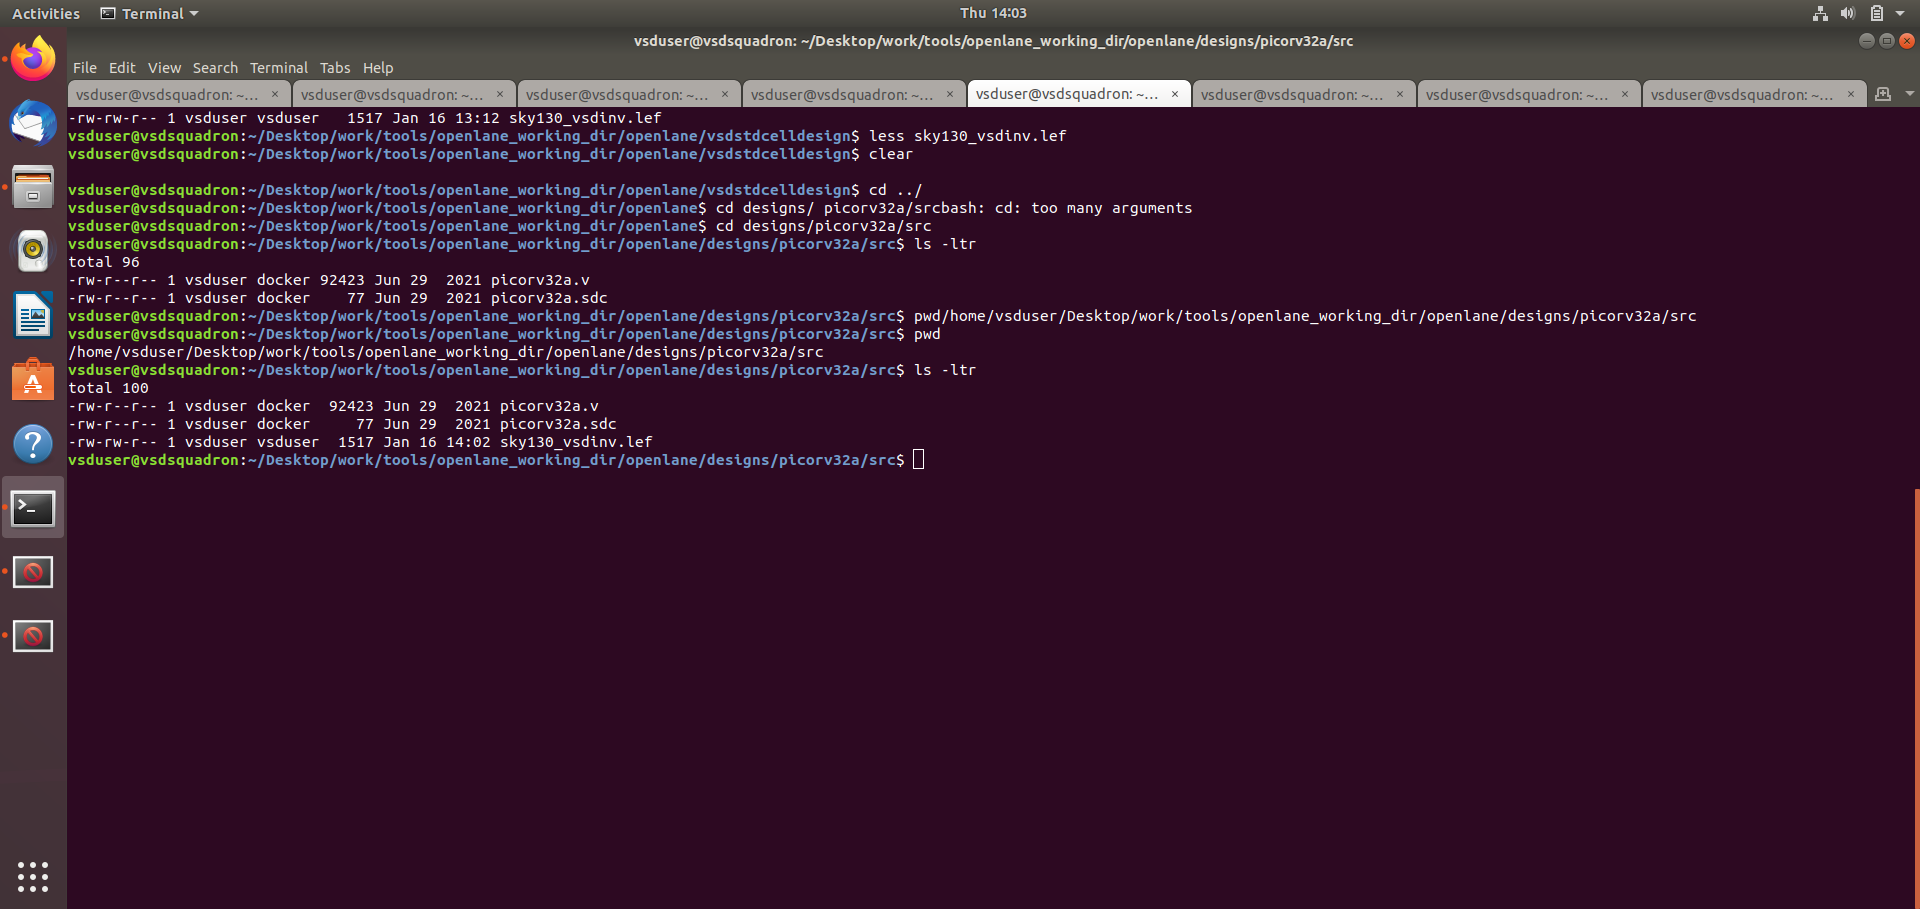 Activities Terminal Thu 14:03
vsduser@vsdsquadron: ~/Desktop/work/tools/openlane_working_dir/openlane/designs/picorv32a/src
File Edit View Search Terminal Tabs Help
vsduser@vsdsquadron: ~... × vsduser@vsdsquadron: ~... × vsduser@vsdsquadron: ~... × vsduser@vsdsquadron: ~... × vsduser@vsdsquadron: ~... × vsduser@vsdsquadron: ~... × vsduser@vsdsquadron: ~... × vsduser@vsdsquadron: ~... ×
-rw-rw-r-- 1 vsduser vsduser   1517 Jan 16 13:12 sky130_vsdinv.lef
vsduser@vsdsquadron:~/Desktop/work/tools/openlane_working_dir/openlane/vsdstdcelldesign$ less sky130_vsdinv.lef
vsduser@vsdsquadron:~/Desktop/work/tools/openlane_working_dir/openlane/vsdstdcelldesign$ clear
vsduser@vsdsquadron:~/Desktop/work/tools/openlane_working_dir/openlane/vsdstdcelldesign$ cd ../
vsduser@vsdsquadron:~/Desktop/work/tools/openlane_working_dir/openlane$ cd designs/ picorv32a/srcbash: cd: too many arguments
vsduser@vsdsquadron:~/Desktop/work/tools/openlane_working_dir/openlane$ cd designs/picorv32a/src
vsduser@vsdsquadron:~/Desktop/work/tools/openlane_working_dir/openlane/designs/picorv32a/src$ ls -ltr
total 96
-rw-r--r-- 1 vsduser docker 92423 Jun 29  2021 picorv32a.v
-rw-r--r-- 1 vsduser docker    77 Jun 29  2021 picorv32a.sdc
vsduser@vsdsquadron:~/Desktop/work/tools/openlane_working_dir/openlane/designs/picorv32a/src$ pwd/home/vsduser/Desktop/work/tools/openlane_working_dir/openlane/designs/picorv32a/src
vsduser@vsdsquadron:~/Desktop/work/tools/openlane_working_dir/openlane/designs/picorv32a/src$ pwd
/home/vsduser/Desktop/work/tools/openlane_working_dir/openlane/designs/picorv32a/src
vsduser@vsdsquadron:~/Desktop/work/tools/openlane_working_dir/openlane/designs/picorv32a/src$ ls -ltr
total 100
-rw-r--r-- 1 vsduser docker  92423 Jun 29  2021 picorv32a.v
-rw-r--r-- 1 vsduser docker     77 Jun 29  2021 picorv32a.sdc
-rw-rw-r-- 1 vsduser vsduser  1517 Jan 16 14:02 sky130_vsdinv.lef
vsduser@vsdsquadron:~/Desktop/work/tools/openlane_working_dir/openlane/designs/picorv32a/src$